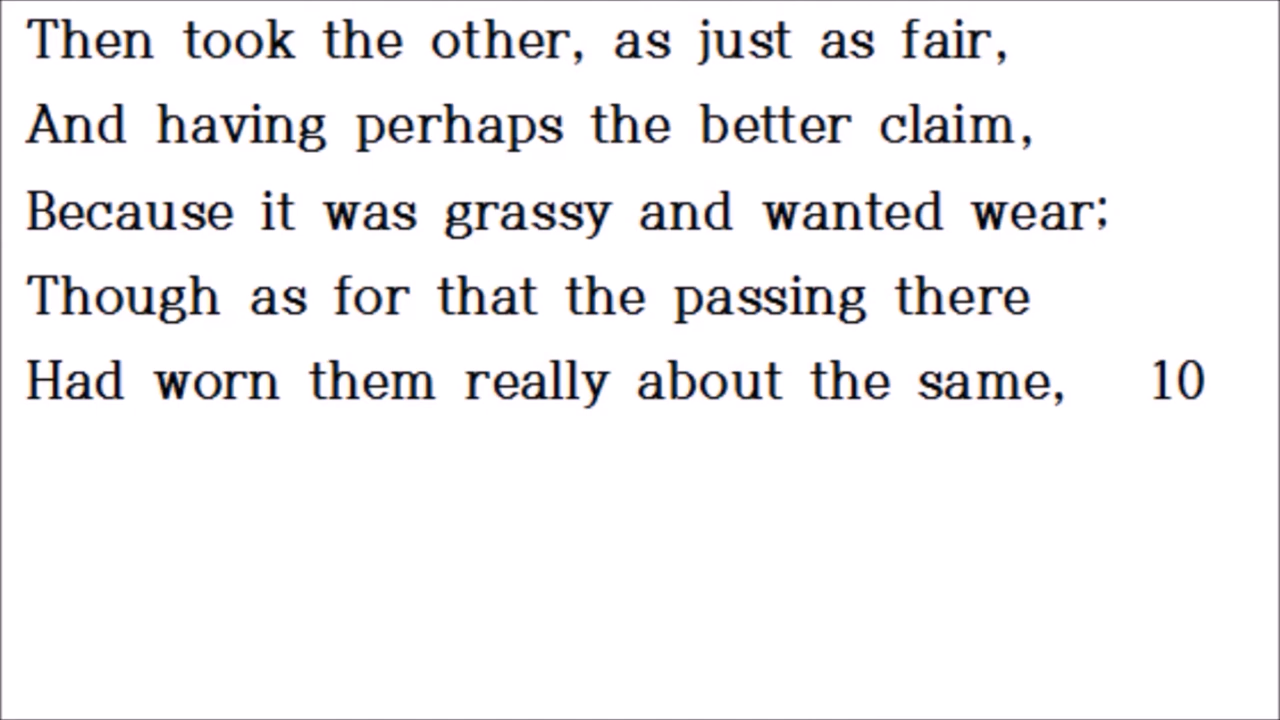 Then took the other, as just as fair,
And having perhaps the better claim,
Because it was grassy and wanted wear;
Though as for that the passing there
Had worn them really about the same, 10